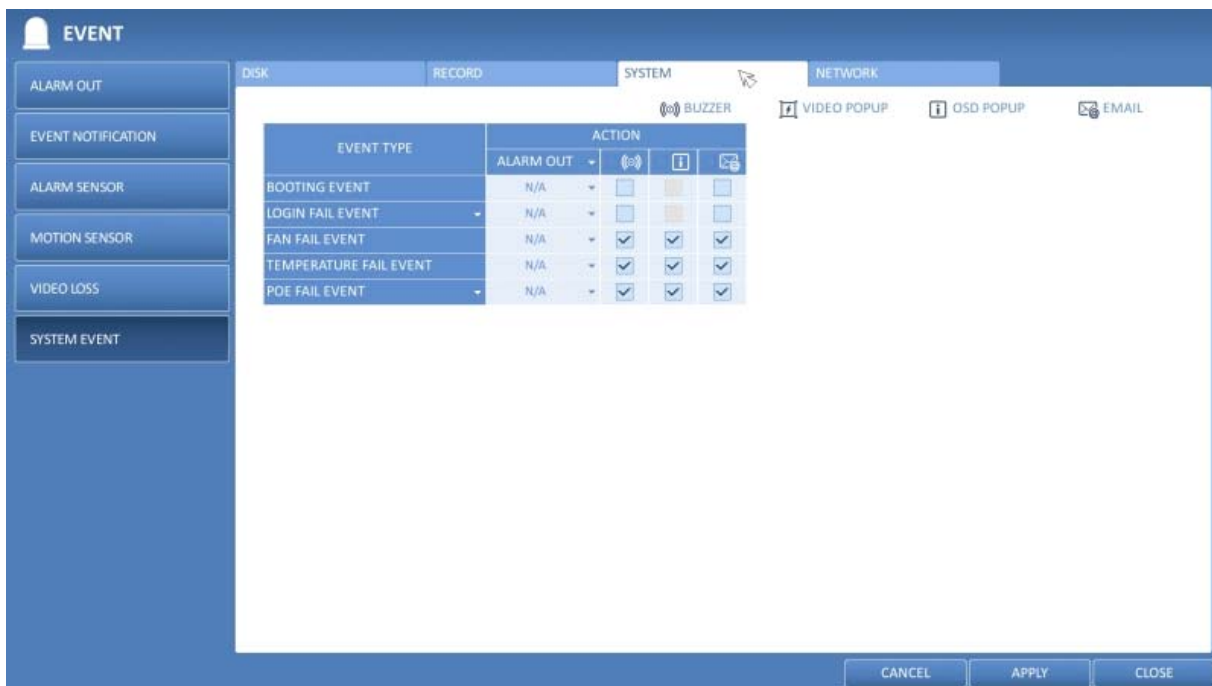 EVENT
ALARM OUT
EVENT NOTIFICATION
ALARM SENSOR
MOTION SENSOR
VIDEO LOSS
SYSTEM EVENT
DISK RECORD SYSTEM NETWORK
BUZZER VIDEO POPUP OSD POPUP EMAIL
EVENT TYPE ACTION
ALARM OUT
BOOTING EVENT N/A
LOGIN FAIL EVENT N/A
FAN FAIL EVENT N/A
TEMPERATURE FAIL EVENT N/A
POE FAIL EVENT N/A
CANCEL APPLY CLOSE